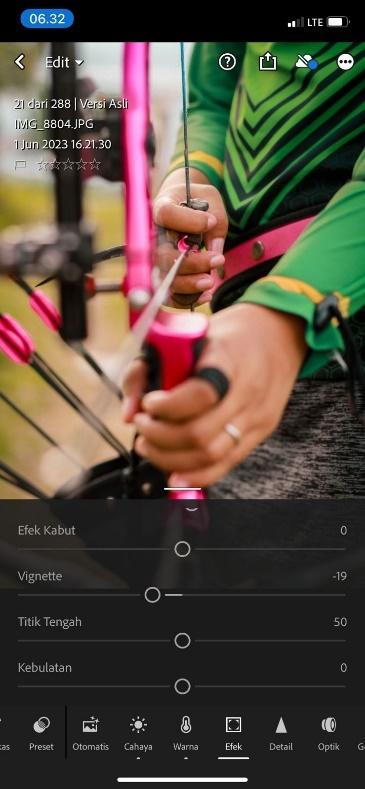 06.32
LTE
Edit
21 dari 288 | Versi Asli
IMG_8804.JPG
1 Jun 2023 16.21.30
Efek Kabut 0
Vignette -19
Titik Tengah 50
Kebulatan 0
Preset Otomatis Cahaya Warna Efek Detail Optik